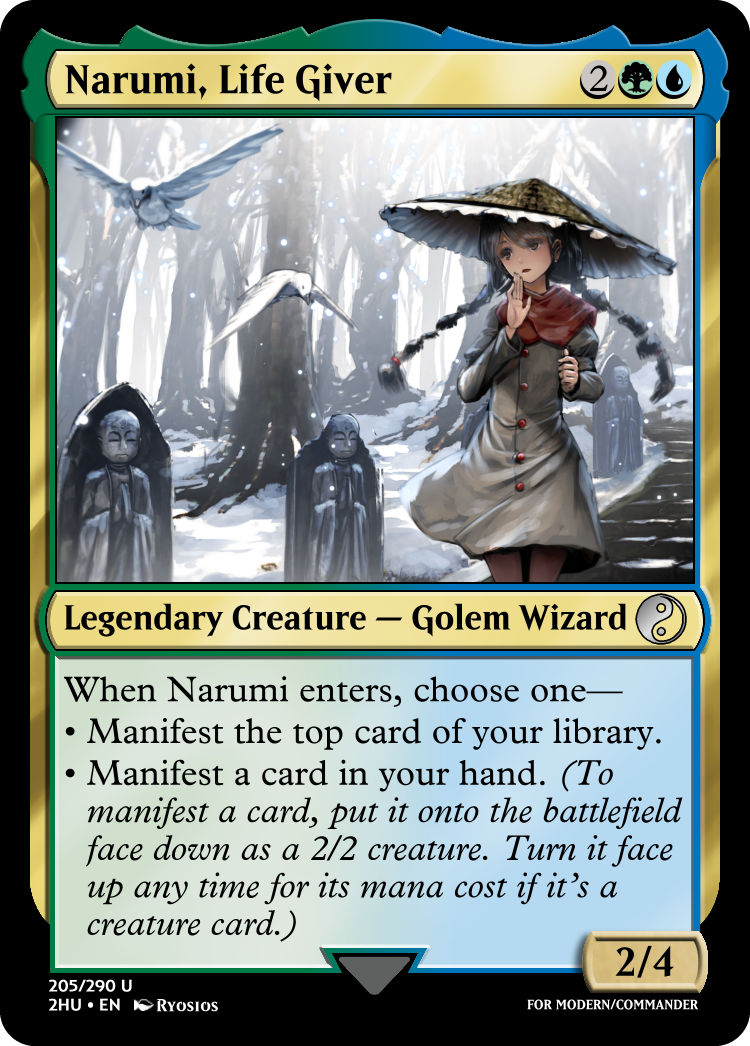 Narumi, Life Giver 2
Legendary Creature — Golem Wizard
When Narumi enters, choose one—
• Manifest the top card of your library.
• Manifest a card in your hand. (To
manifest a card, put it onto the battlefield
face down as a 2/2 creature. Turn it face
up any time for its mana cost if it's a
creature card.)
2/4
205/290 U
2HU • EN Ryosios
FOR MODERN/COMMANDER